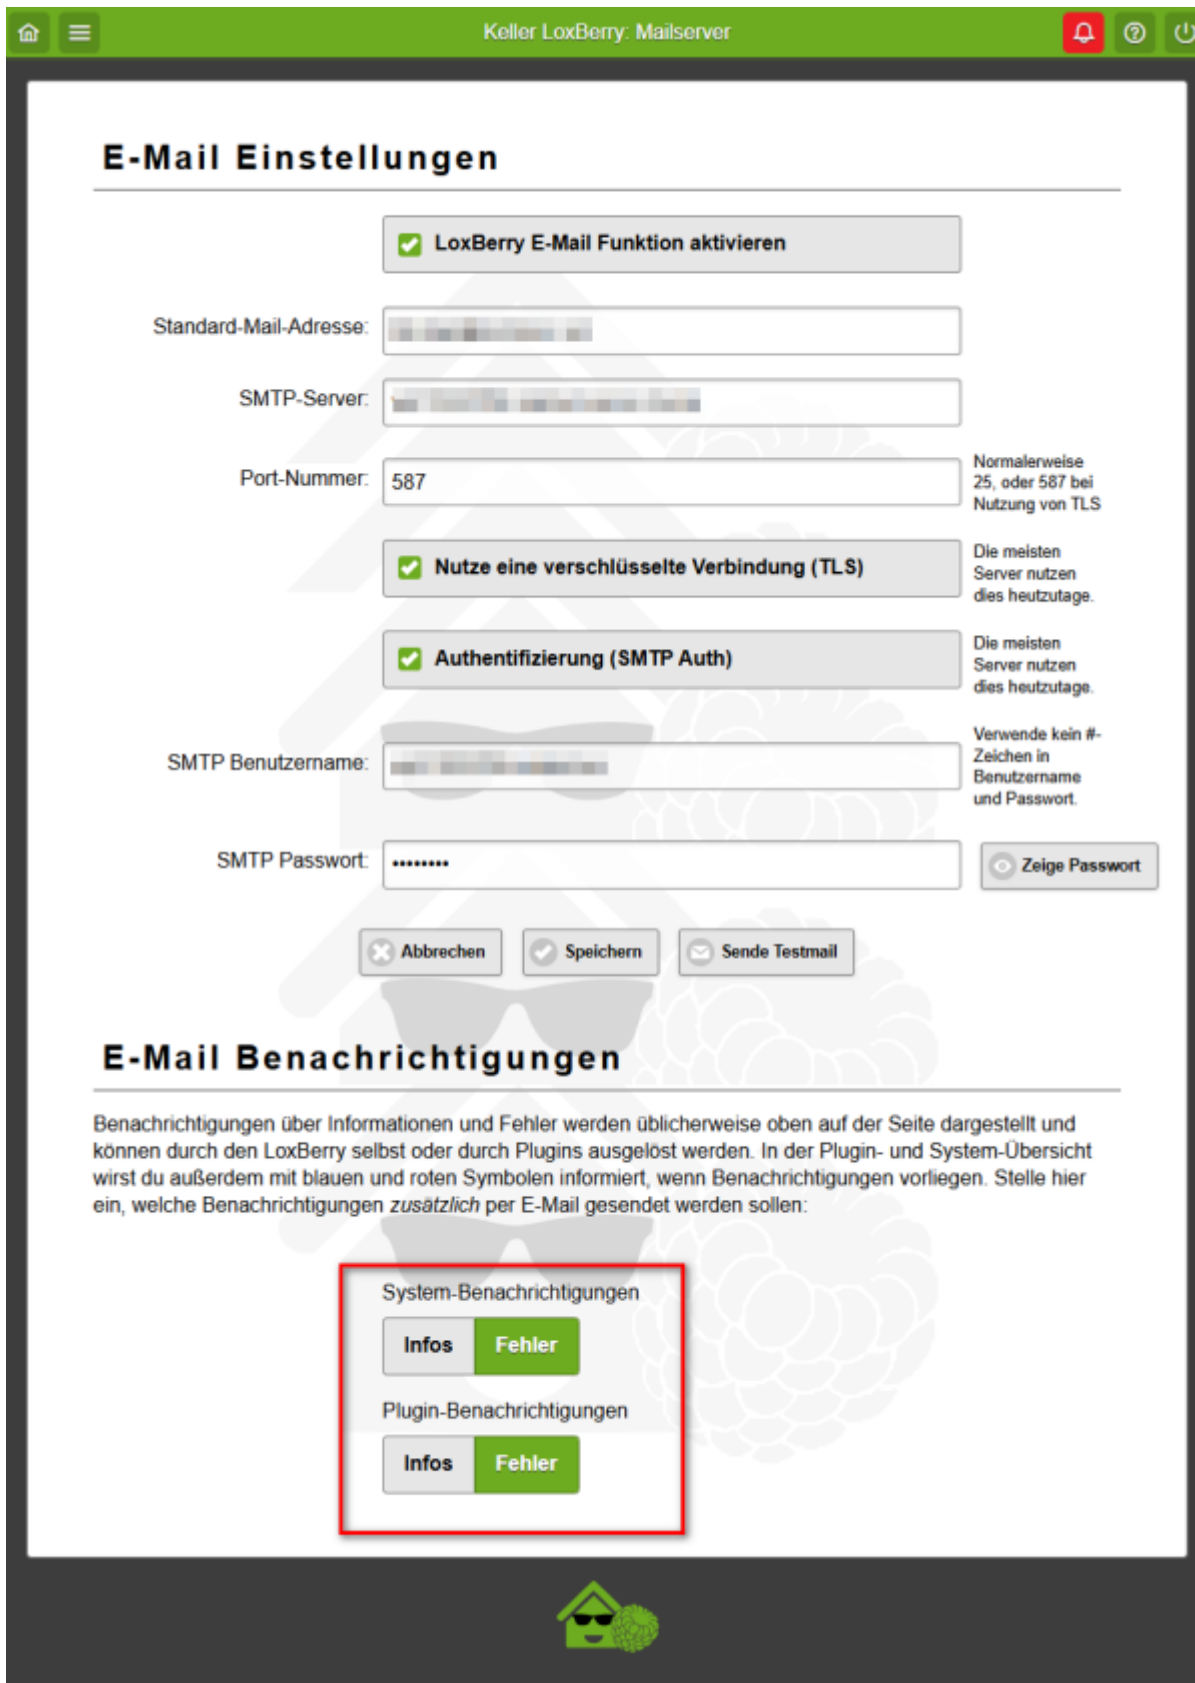 Keller LoxBerry: Mailserver
E-Mail Einstellungen
LoxBerry E-Mail Funktion aktivieren
Standard-Mail-Adresse:
SMTP-Server:
Port-Nummer:
587
Normalerweise
25, oder 587 bei
Nutzung von TLS
Nutze eine verschlüsselte Verbindung (TLS)
Die meisten
Server nutzen
dies heutzutage.
Authentifizierung (SMTP Auth)
Die meisten
Server nutzen
dies heutzutage.
SMTP Benutzername:
Verwende kein #-
Zeichen in
Benutzername
und Passwort.
SMTP Passwort:
••••••••
Zeige Passwort
Abbrechen
Speichern
Sende Testmail
E-Mail Benachrichtigungen
Benachrichtigungen über Informationen und Fehler werden üblicherweise oben auf der Seite dargestellt und
können durch den LoxBerry selbst oder durch Plugins ausgelöst werden. In der Plugin- und System-Übersicht
wirst du außerdem mit blauen und roten Symbolen informiert, wenn Benachrichtigungen vorliegen. Stelle hier
ein, welche Benachrichtigungen zusätzlich per E-Mail gesendet werden sollen:
System-Benachrichtigungen
Infos Fehler
Plugin-Benachrichtigungen
Infos Fehler